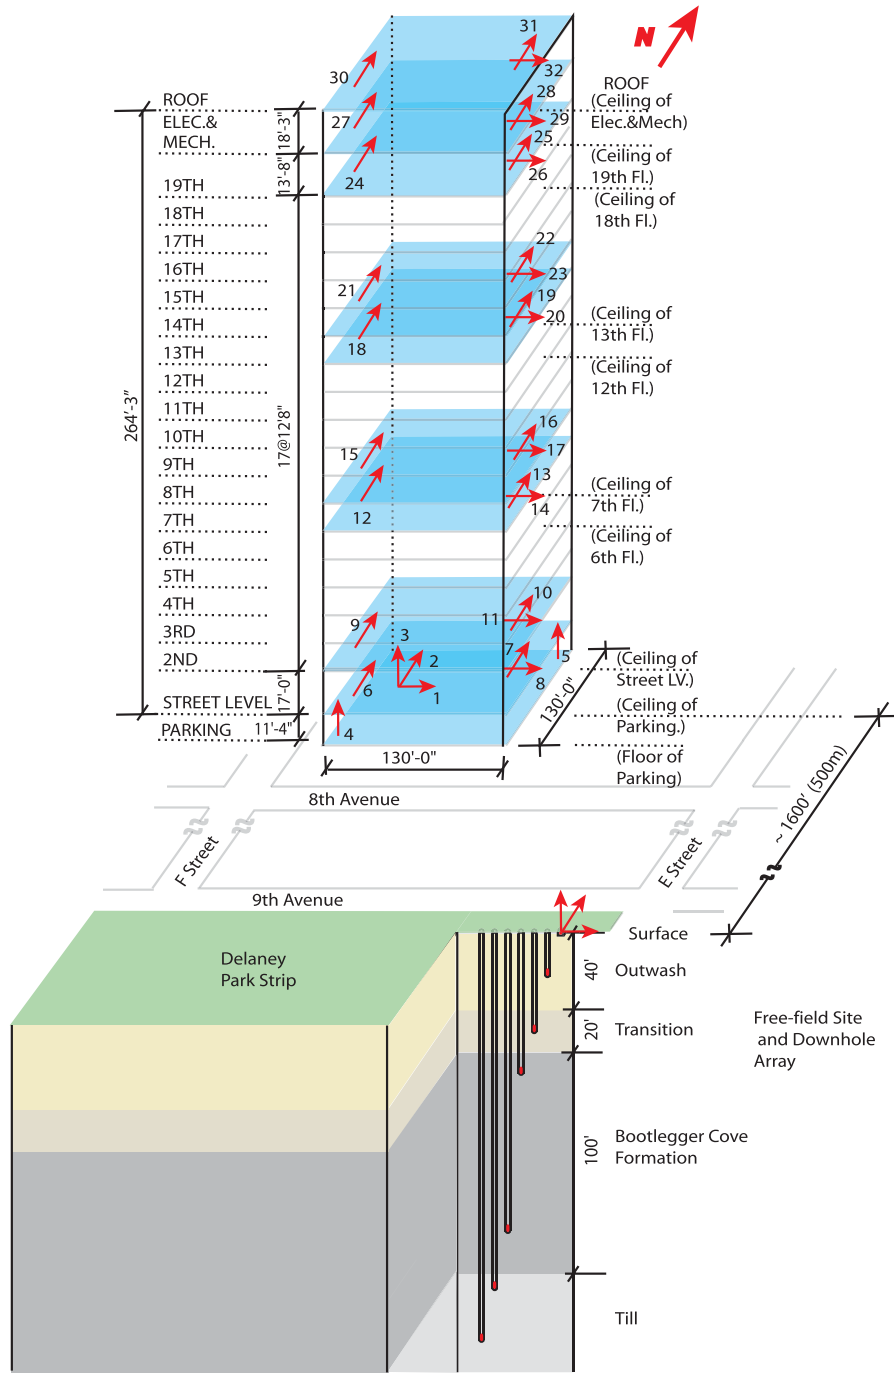 N
31
30
32
ROOF
(Ceiling of
Elec.&Mech)
ROOF
ELEC.&
MECH.
18'-3"
27
28
29
25
(Ceiling of
19th Fl.)
13'-8"
24
26
19TH
(Ceiling of
18th Fl.)
18TH
17TH
22
16TH
23
21
15TH
19
20
(Ceiling of
13th Fl.)
14TH
18
13TH
(Ceiling of
12th Fl.)
12TH
11TH
264'-3"
17@12'8"
10TH
16
15
17
9TH
13
(Ceiling of
7th Fl.)
8TH
14
7TH
12
(Ceiling of
6th Fl.)
6TH
5TH
4TH
10
3RD
9
11
3
2ND
2
7
5
(Ceiling of
Street LV.)
17'-0"
6
1
8
STREET LEVEL
130'-0"
(Ceiling of
Parking.)
PARKING
11'-4"
4
130'-0"
(Floor of
Parking)
8th Avenue
~ 1600' (500m)
F Street
E Street
9th Avenue
Surface
Delaney
Park Strip
40'
Outwash
20'
Transition
Free-field Site
and Downhole
Array
100'
Bootlegger Cove
Formation
Till